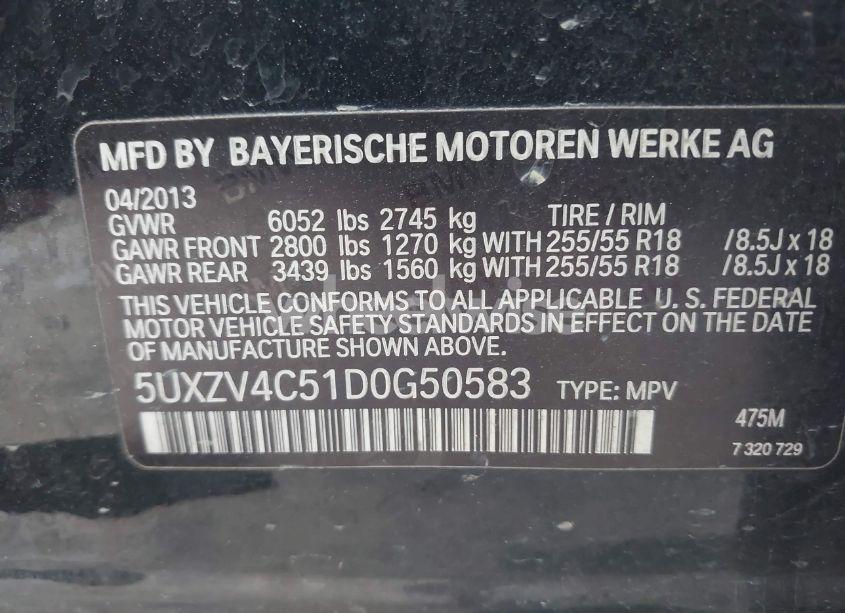 MFD BY BAYERISCHE MOTOREN WERKE AG
04/2013
GVWR 6052 lbs 2745 kg TIRE / RIM
GAWR FRONT 2800 lbs 1270 kg WITH 255/55 R18 /8.5J x 18
GAWR REAR 3439 lbs 1560 kg WITH 255/55 R18 /8.5J x 18
THIS VEHICLE CONFORMS TO ALL APPLICABLE U. S. FEDERAL
MOTOR VEHICLE SAFETY STANDARDS IN EFFECT ON THE DATE
OF MANUFACTURE SHOWN ABOVE.
5UXZV4C51D0G50583 TYPE: MPV
475M
7 320 729